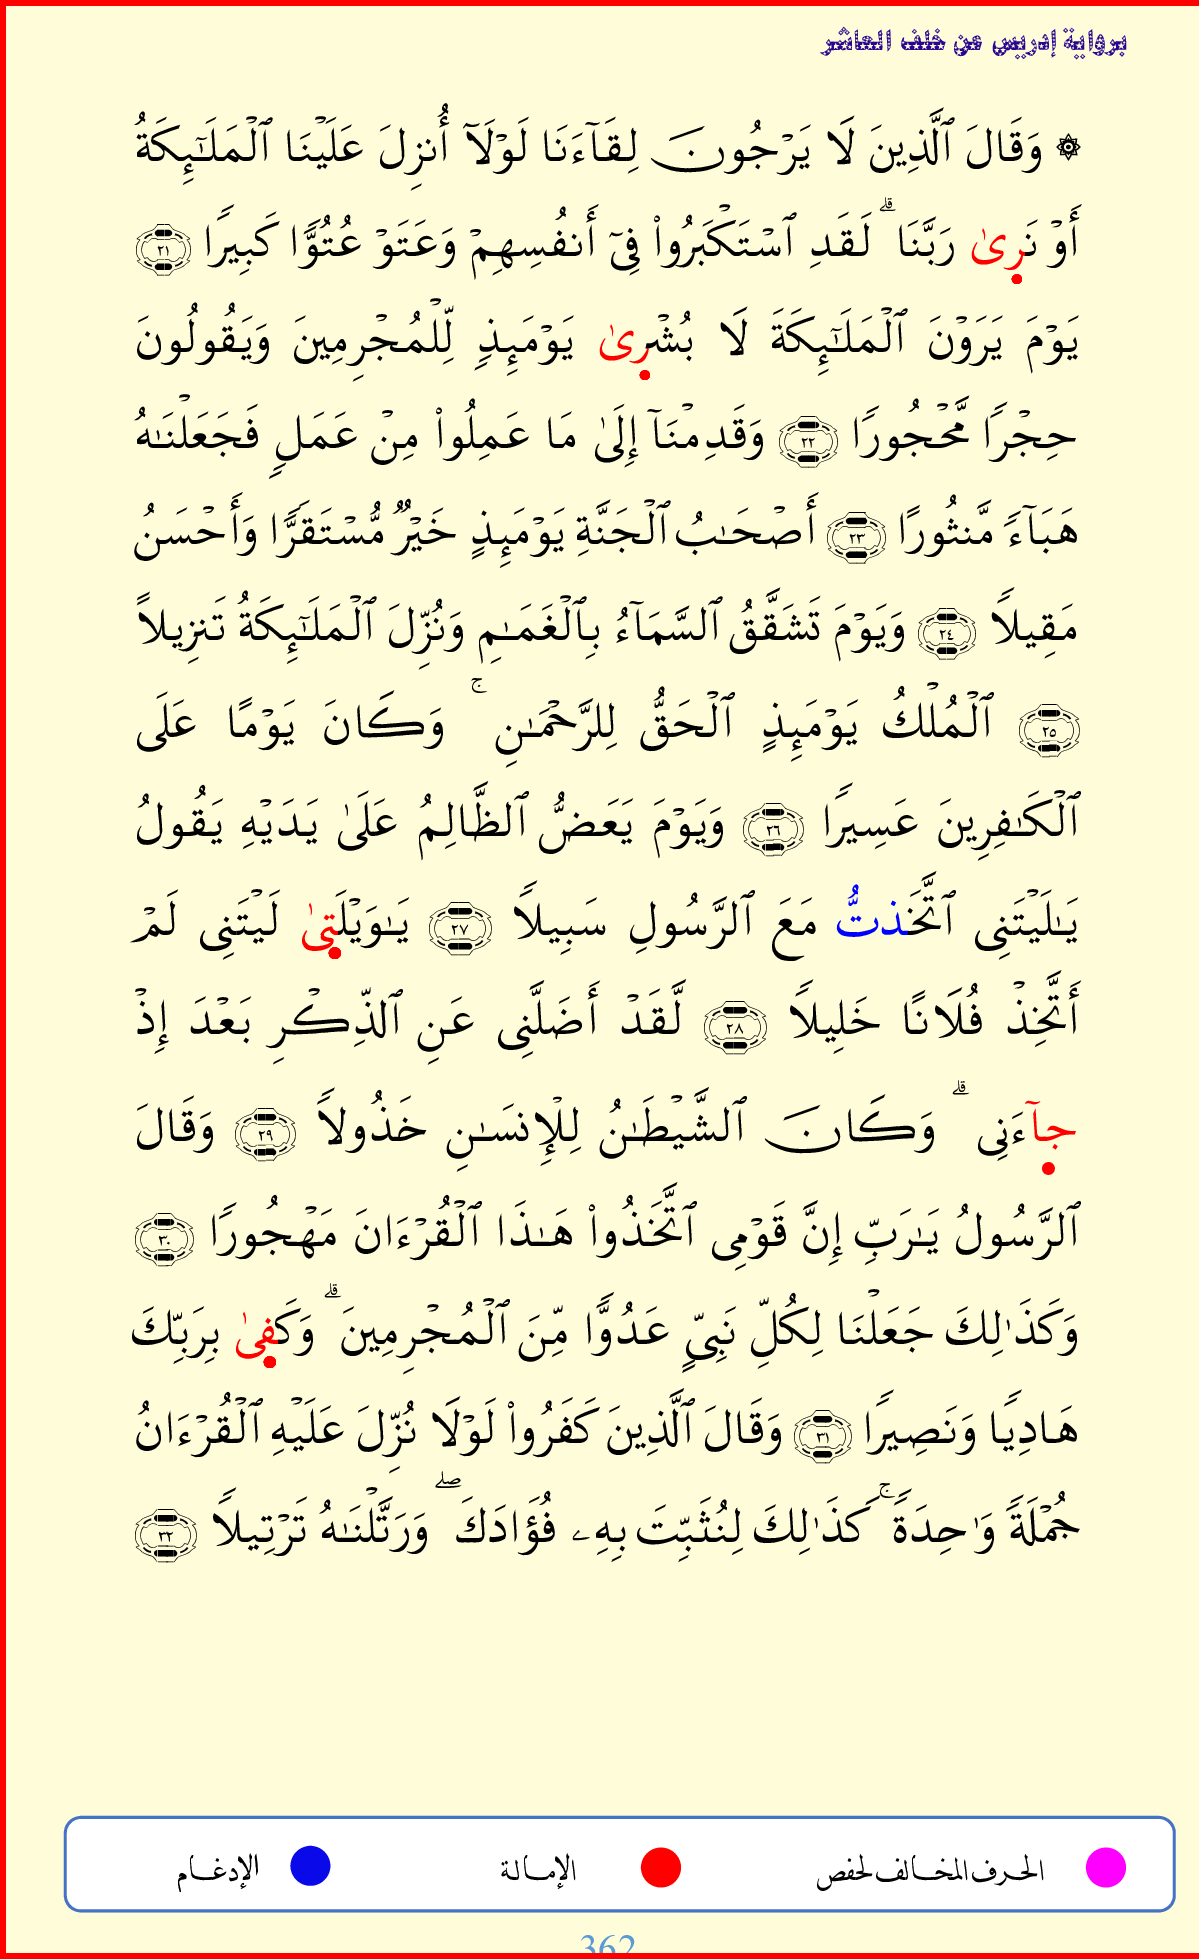 برواية إدريس عن خلف العاشر
۞ وَقَالَ ٱلَّذِينَ لَا يَرۡجُونَ لِقَآءَنَا لَوۡلَآ أُنزِلَ عَلَيۡنَا ٱلۡمَلَٰٓئِكَةُ
أَوۡ نَرٜىٰ رَبَّنَاۗ لَقَدِ ٱسۡتَكۡبَرُواْ فِيٓ أَنفُسِهِمۡ وَعَتَوۡ عُتُوّٗا كَبِيرٗا ٢١
يَوۡمَ يَرَوۡنَ ٱلۡمَلَٰٓئِكَةَ لَا بُشۡرٜىٰ يَوۡمَئِذٖ لِّلۡمُجۡرِمِينَ وَيَقُولُونَ
حِجۡرٗا مَّحۡجُورٗا ٢٢ وَقَدِمۡنَآ إِلَىٰ مَا عَمِلُواْ مِنۡ عَمَلٖ فَجَعَلۡنَٰهُ
هَبَآءٗ مَّنثُورًا ٢٣ أَصۡحَٰبُ ٱلۡجَنَّةِ يَوۡمَئِذٍ خَيۡرٞ مُّسۡتَقَرّٗا وَأَحۡسَنُ
مَقِيلٗا ٢٤ وَيَوۡمَ تَشَقَّقُ ٱلسَّمَآءُ بِٱلۡغَمَٰمِ وَنُزِّلَ ٱلۡمَلَٰٓئِكَةُ تَنزِيلًا
٢٥ ٱلۡمُلۡكُ يَوۡمَئِذٍ ٱلۡحَقُّ لِلرَّحۡمَٰنِۚ وَكَانَ يَوۡمًا عَلَى
ٱلۡكَٰفِرِينَ عَسِيرٗا ٢٦ وَيَوۡمَ يَعَضُّ ٱلظَّالِمُ عَلَىٰ يَدَيۡهِ يَقُولُ
يَٰلَيۡتَنِي ٱتَّخَذتُّ مَعَ ٱلرَّسُولِ سَبِيلٗا ٢٧ يَٰوَيۡلَتٜىٰ لَيۡتَنِي لَمۡ
أَتَّخِذۡ فُلَانًا خَلِيلٗا ٢٨ لَّقَدۡ أَضَلَّنِي عَنِ ٱلذِّكۡرِ بَعۡدَ إِذۡ
جٜآءَنِيۗ وَكَانَ ٱلشَّيۡطَٰنُ لِلۡإِنسَٰنِ خَذُولٗا ٢٩ وَقَالَ
ٱلرَّسُولُ يَٰرَبِّ إِنَّ قَوۡمِي ٱتَّخَذُواْ هَٰذَا ٱلۡقُرۡءَانَ مَهۡجُورٗا ٣٠
وَكَذَٰلِكَ جَعَلۡنَا لِكُلِّ نَبِيٍّ عَدُوّٗا مِّنَ ٱلۡمُجۡرِمِينَۗ وَكَفٜىٰ بِرَبِّكَ
هَادِيٗا وَنَصِيرٗا ٣١ وَقَالَ ٱلَّذِينَ كَفَرُواْ لَوۡلَا نُزِّلَ عَلَيۡهِ ٱلۡقُرۡءَانُ
جُمۡلَةٗ وَٰحِدَةٗۚ كَذَٰلِكَ لِنُثَبِّتَ بِهِۦ فُؤَادَكَۖ وَرَتَّلۡنَٰهُ تَرۡتِيلٗا ٣٢
الحرف المخالف لحفص الإمالة الإدغام
362